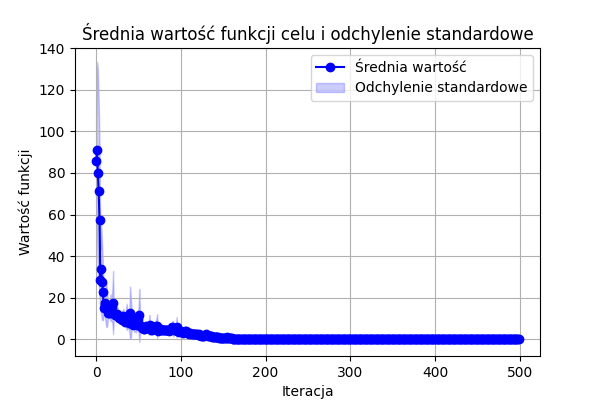 Średnia wartość funkcji celu i odchylenie standardowe
Średnia wartość
Odchylenie standardowe
Wartość funkcji
140
120
100
80
60
40
20
0
0 100 200 300 400 500
Iteracja